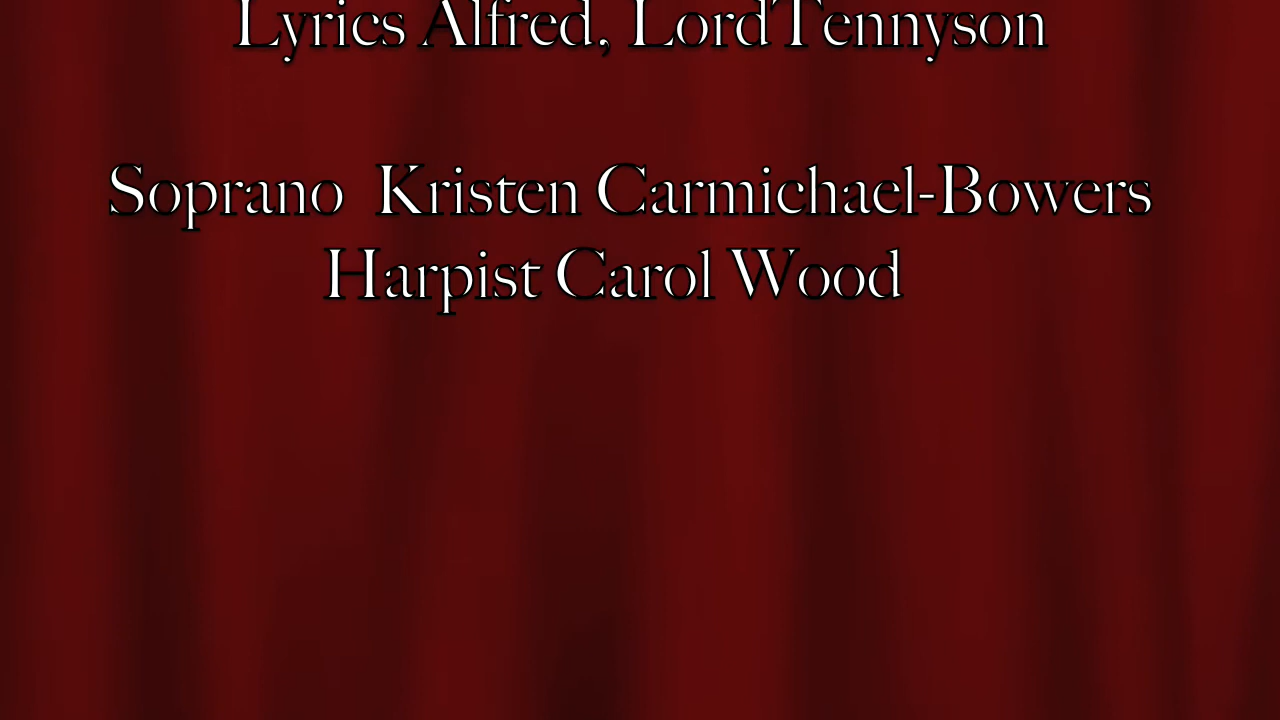 Lyrics Alfred, LordTennyson
Soprano  Kristen Carmichael-Bowers
Harpist Carol Wood